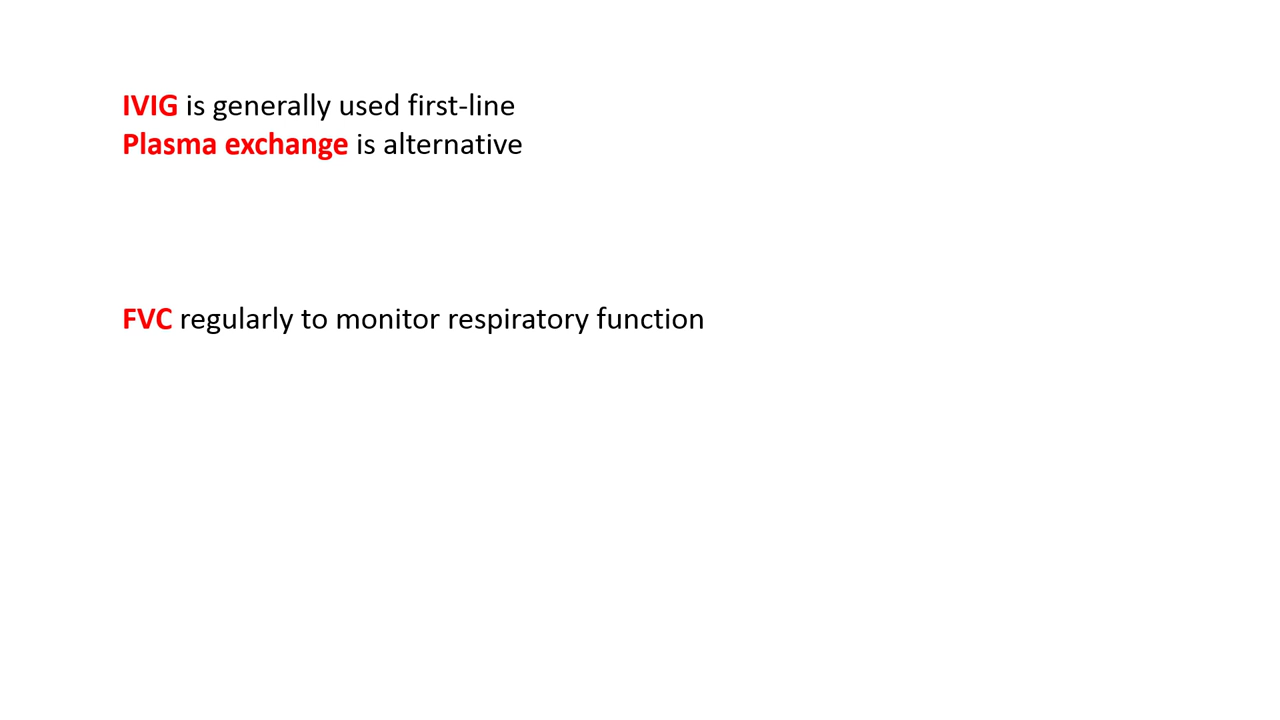 IVIG is generally used first-line
Plasma exchange is alternative
FVC regularly to monitor respiratory function